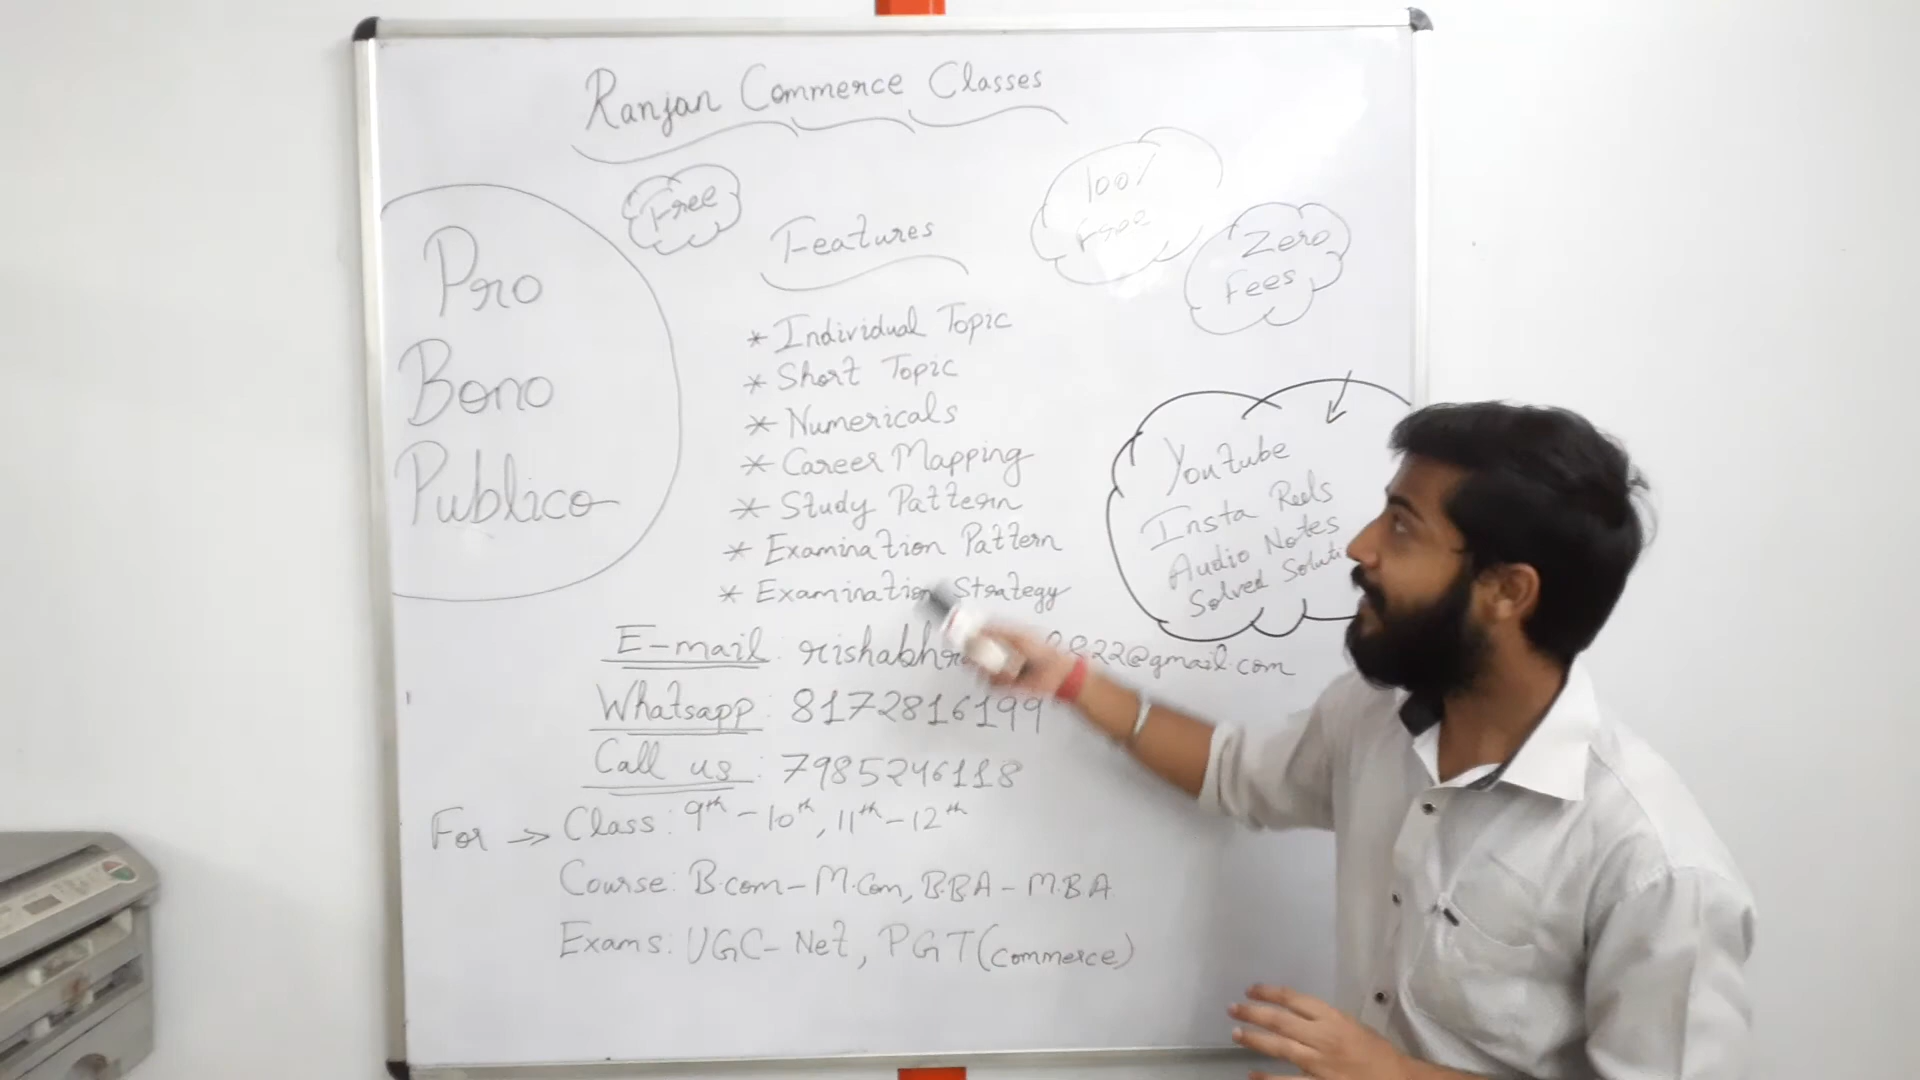 Ranjan Commerce Classes
Free
100%
Free
Zero
Fees
Pro
Bono
Publico
Features
* Individual Topic
* Short Topic
* Numericals
* Career Mapping
* Study Pattern
* Examination Pattern
* Examination Strategy
Youtube
Insta Reels
Audio Notes
Solved
E-mail: 822@gmail.com
Whatsapp: 8172816199
Call us: 7985246118
For → Class: 9th - 10th, 11th - 12th
Course: B.com - M.Com, B.B.A - M.B.A
Exams: UGC - Net, PGT (commerce)